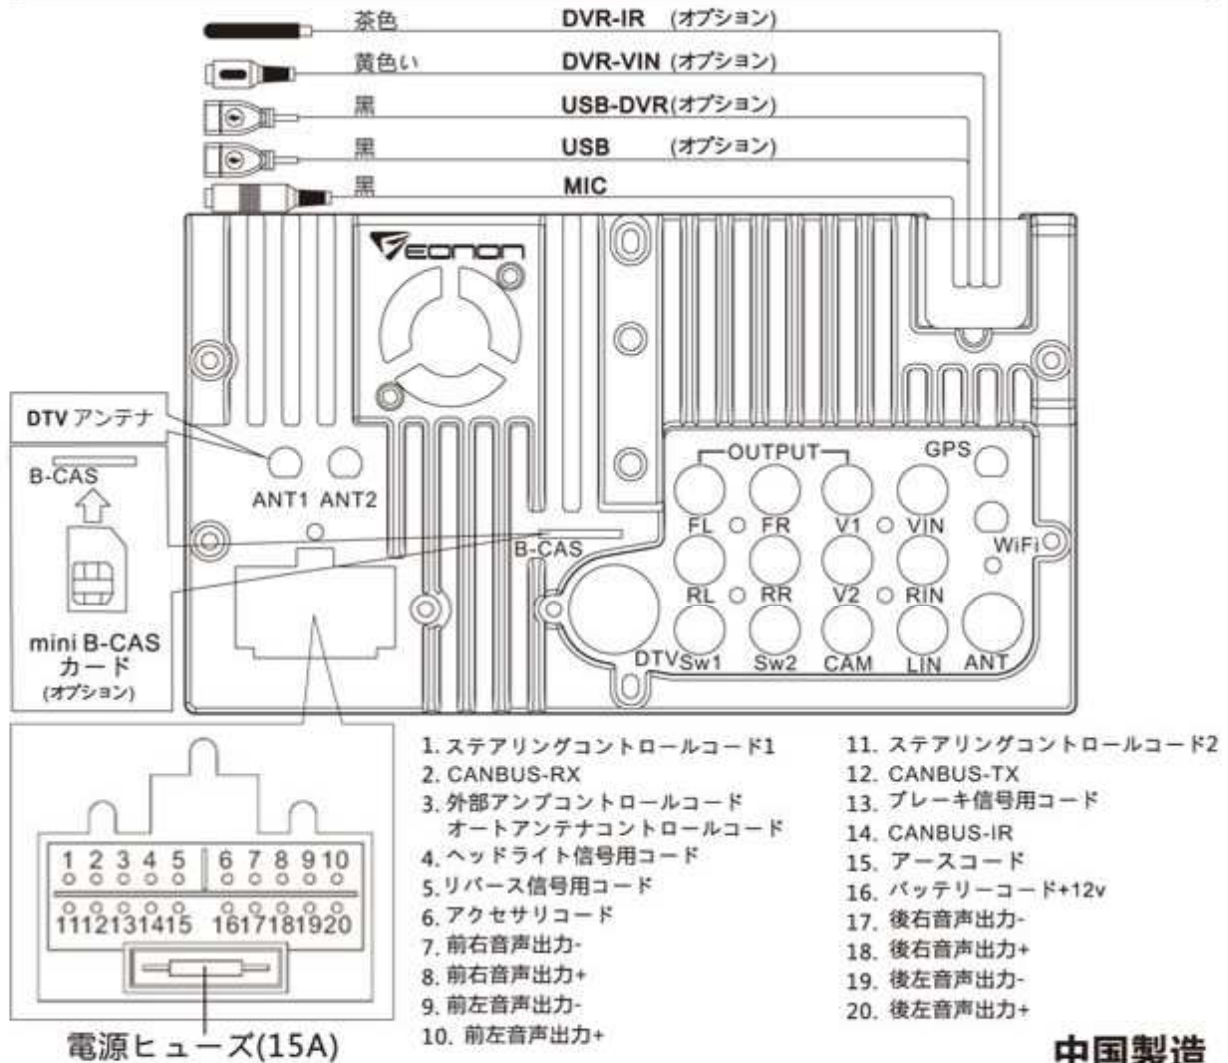 茶色 DVR-IR (オプション)
黄色い DVR-VIN (オプション)
黒 USB-DVR(オプション)
黒 USB (オプション)
黒 MIC
EONON
DTV アンテナ
B-CAS
mini B-CAS
カード
(オプション)
ANT1 ANT2
B-CAS
OUTPUT
GPS
FL FR V1 VIN
WiFi
RL RR V2 RIN
DTV Sw1 Sw2 CAM LIN ANT
1 2 3 4 5 6 7 8 9 10
11 12 13 14 15 16 17 18 19 20
電源ヒューズ(15A)
1. ステアリングコントロールコード1
2. CANBUS-RX
3. 外部アンプコントロールコード
オートアンテナコントロールコード
4. ヘッドライト信号用コード
5. リバース信号用コード
6. アクセサリコード
7. 前右音声出力-
8. 前右音声出力+
9. 前左音声出力-
10. 前左音声出力+
11. ステアリングコントロールコード2
12. CANBUS-TX
13. ブレーキ信号用コード
14. CANBUS-IR
15. アースコード
16. バッテリーコード+12v
17. 後右音声出力-
18. 後右音声出力+
19. 後左音声出力-
20. 後左音声出力+
中国製造